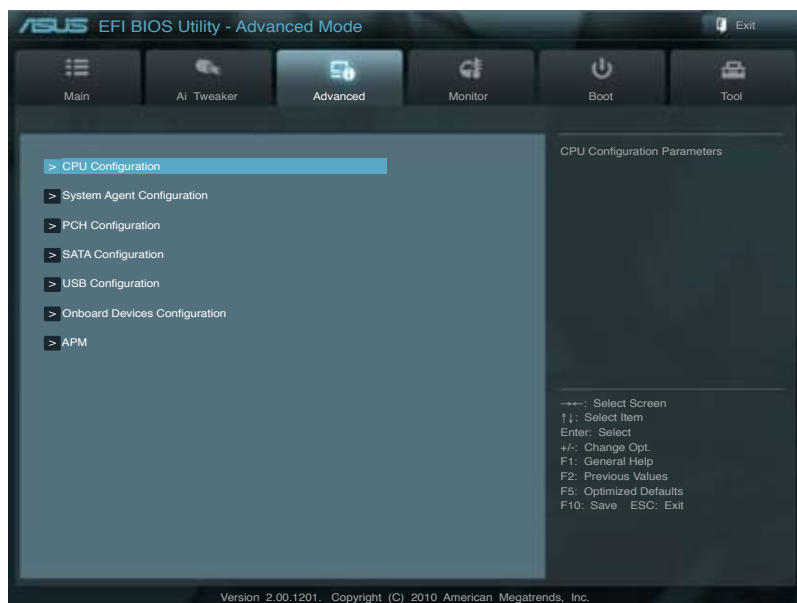 ASUS EFI BIOS Utility - Advanced Mode
Exit
Main
Ai Tweaker
Advanced
Monitor
Boot
Tool
> CPU Configuration
> System Agent Configuration
> PCH Configuration
> SATA Configuration
> USB Configuration
> Onboard Devices Configuration
> APM
CPU Configuration Parameters
→←: Select Screen
↑↓: Select Item
Enter: Select
+/-: Change Opt.
F1: General Help
F2: Previous Values
F5: Optimized Defaults
F10: Save ESC: Exit
Version 2.00.1201. Copyright (C) 2010 American Megatrends, Inc.